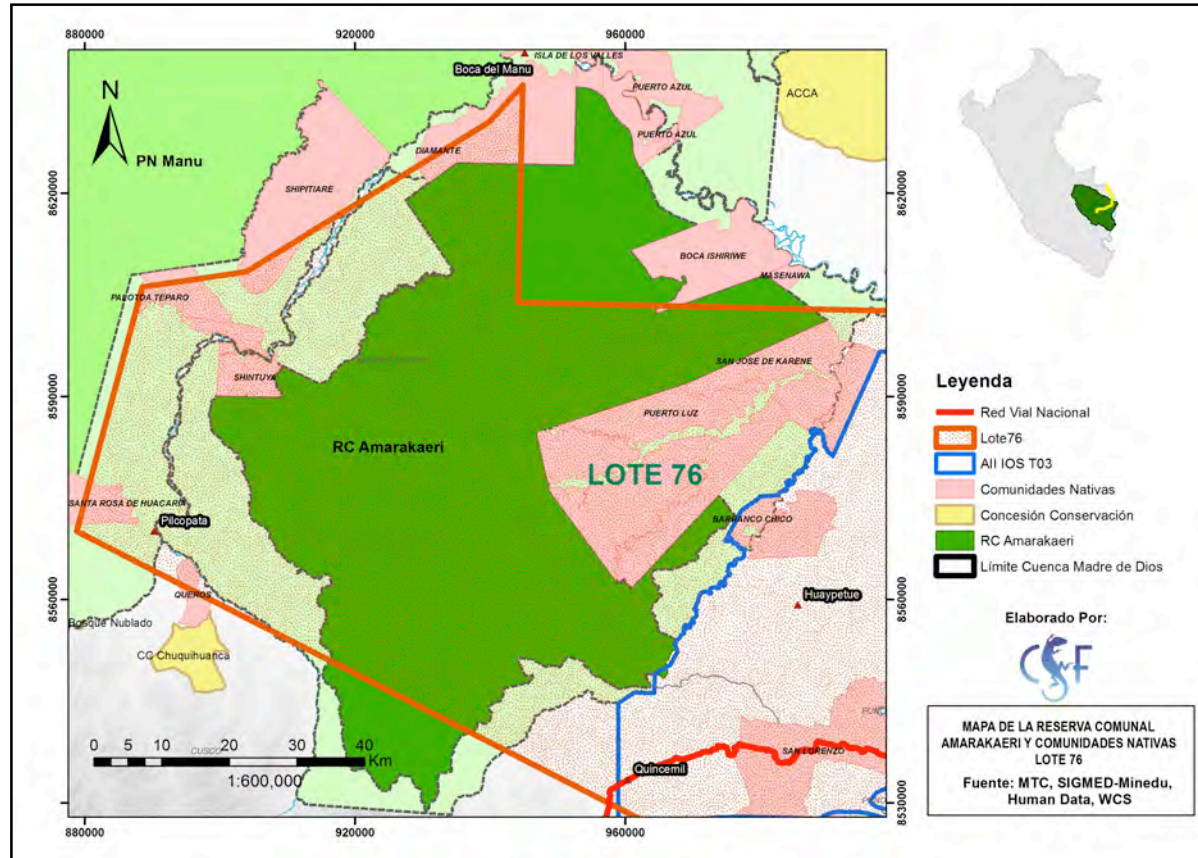 880000
920000
960000
ISLA DE LOS VALLES
Boca del Manu
PUERTO AZUL
ACCA
N
PN Manu
DIAMANTE
PUERTO AZUL
SHIPITIARE
8620000
8620000
BOCA ISHIRIWE
MASENAWA
PALOTOA TEPARO
SAN JOSE DE KARENE
SHINTUYA
8590000
8590000
PUERTO LUZ
RC Amarakaeri
LOTE 76
SANTA ROSA DE HUACARIA
Pilcopata
BARRANCO CHICO
QUEROS
Huaypetue
8560000
8560000
Bosque Nublado
CC Chuquihuanca
0 5 10 20 30 40
Km
CUSCO
1:600,000
SAN LORENZO
Quincemil
8530000
8530000
880000
920000
960000
Leyenda
Red Vial Nacional
Lote76
AII IOS T03
Comunidades Nativas
Concesión Conservación
RC Amarakaeri
Límite Cuenca Madre de Dios
Elaborado Por:
CSF
MAPA DE LA RESERVA COMUNAL
AMARAKAERI Y COMUNIDADES NATIVAS
LOTE 76
Fuente: MTC, SIGMED-Minedu,
Human Data, WCS